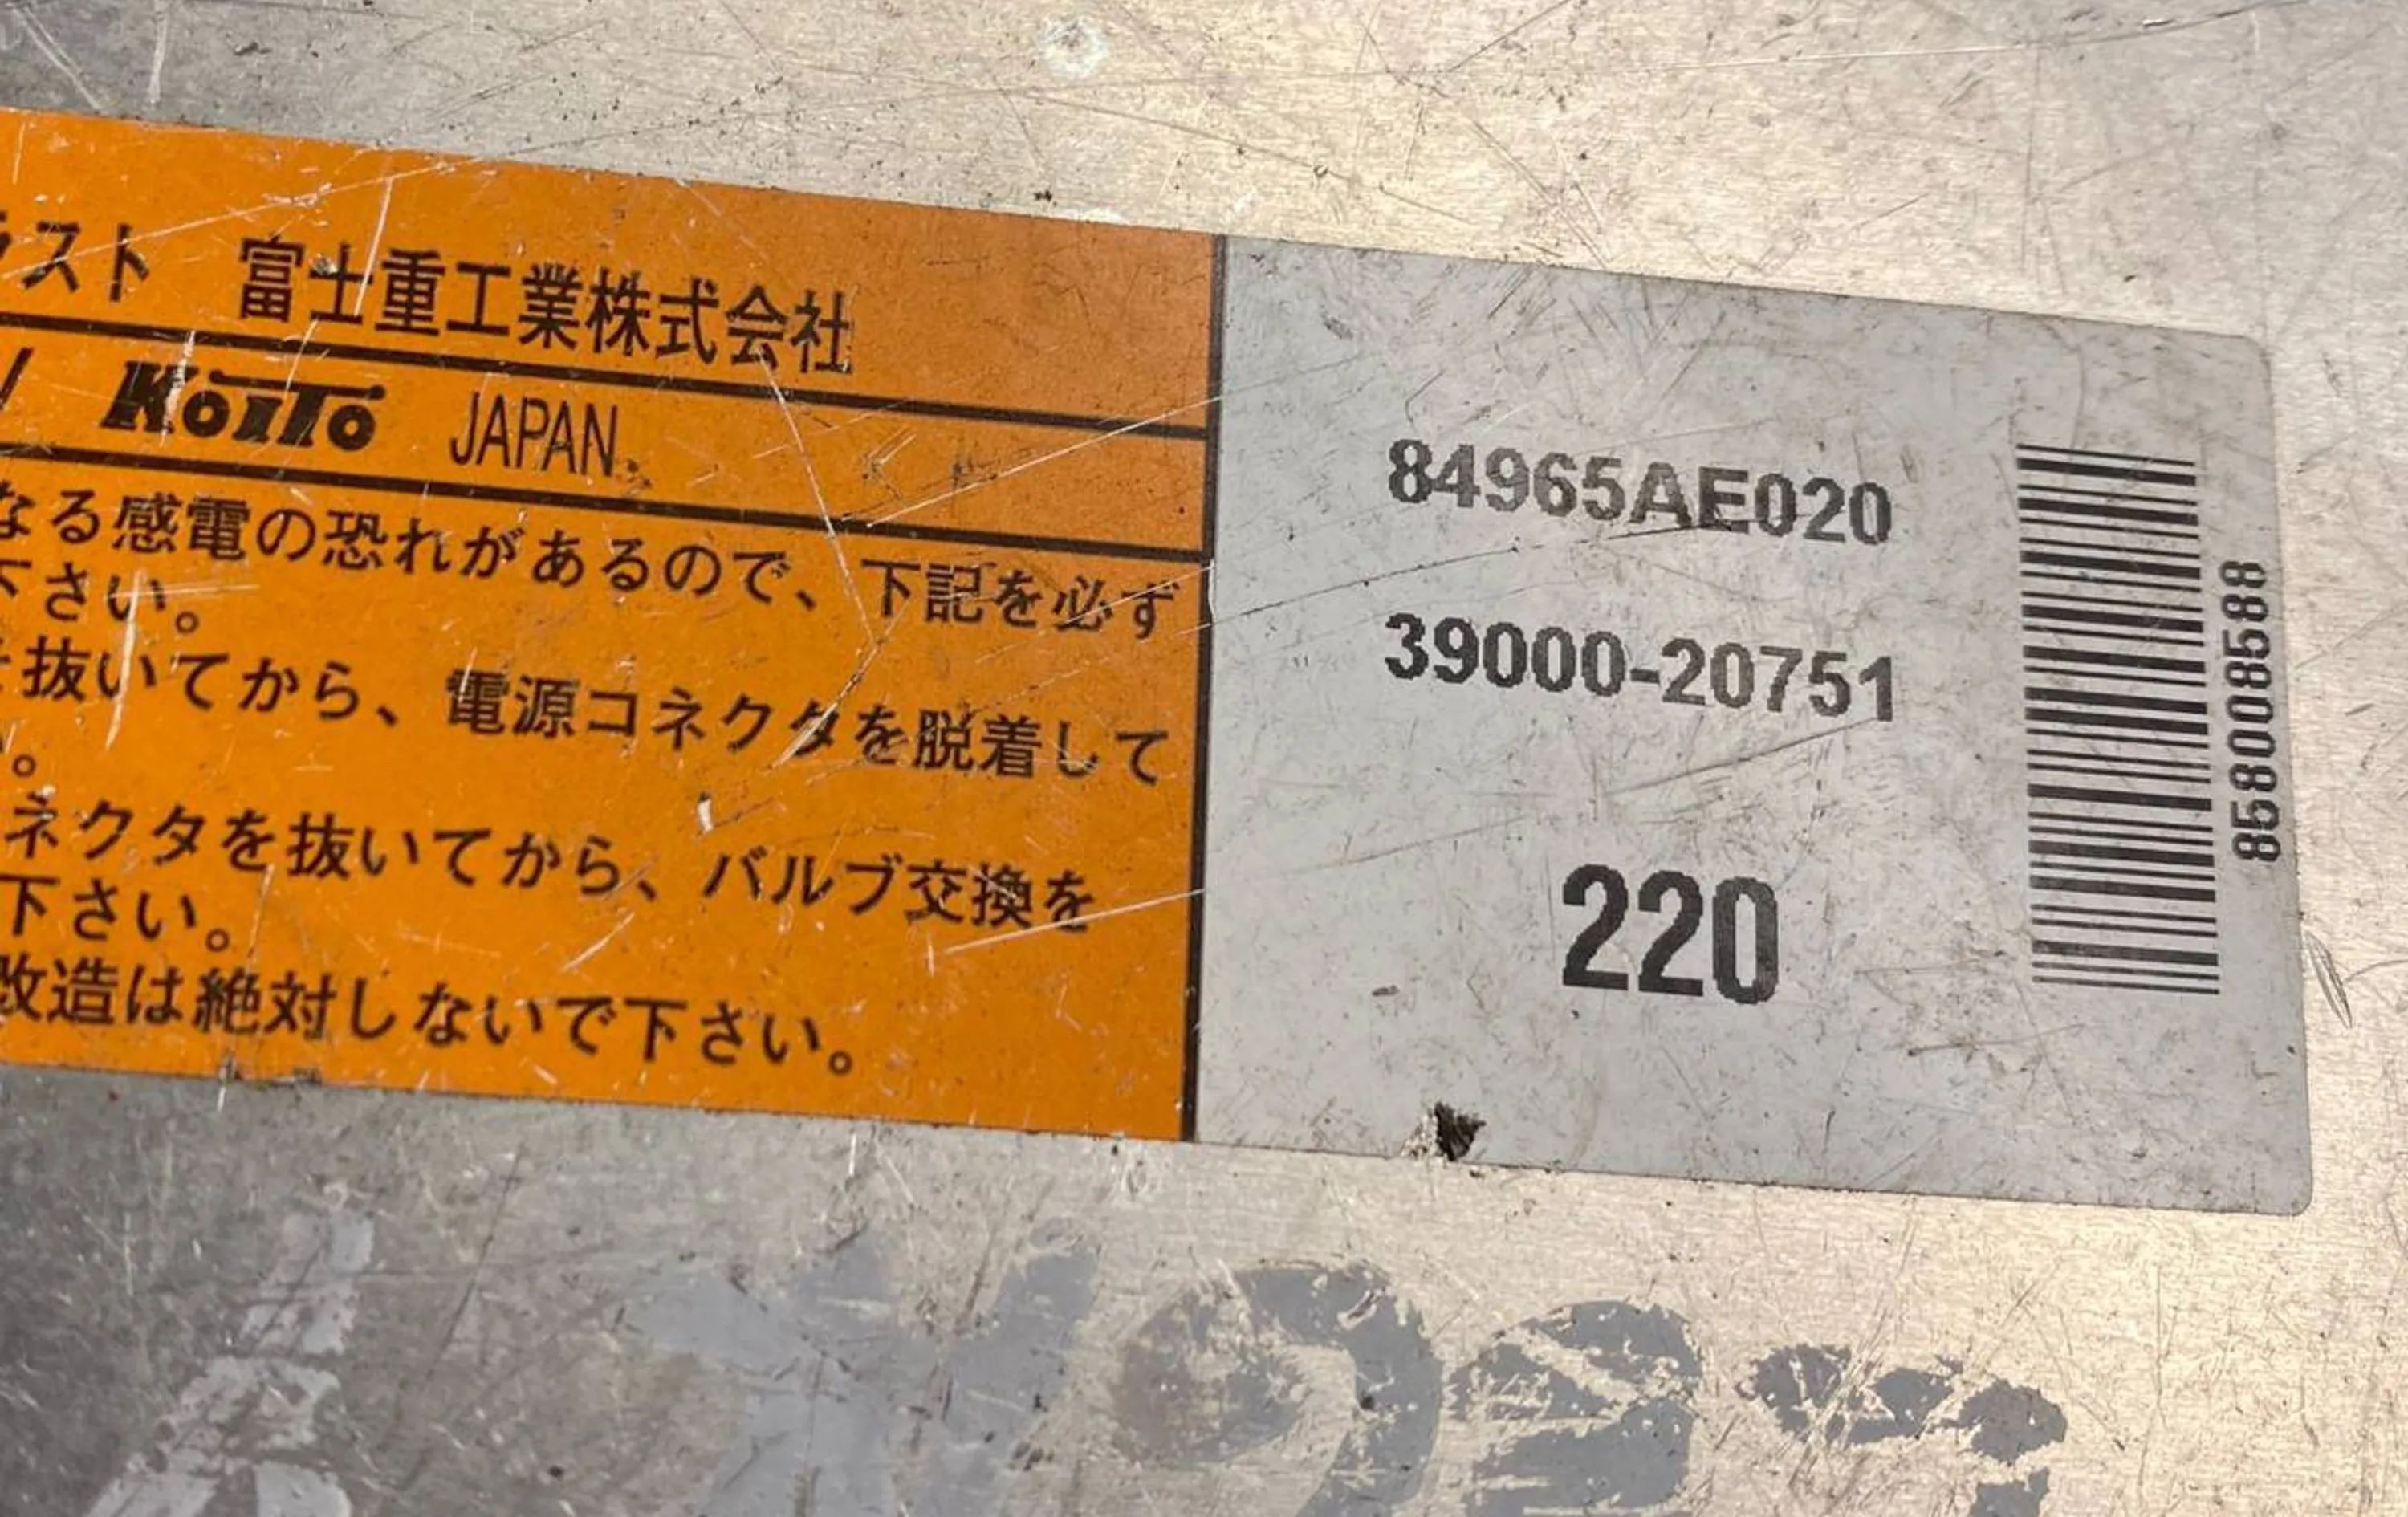 ラスト 富士重工業株式会社
KOITO JAPAN
なる感電の恐れがあるので、下記を必ず
下さい。
を抜いてから、電源コネクタを脱着して
い。
ネクタを抜いてから、バルブ交換を
下さい。
改造は絶対しないで下さい。
84965AE020
39000-20751
220
8580008588